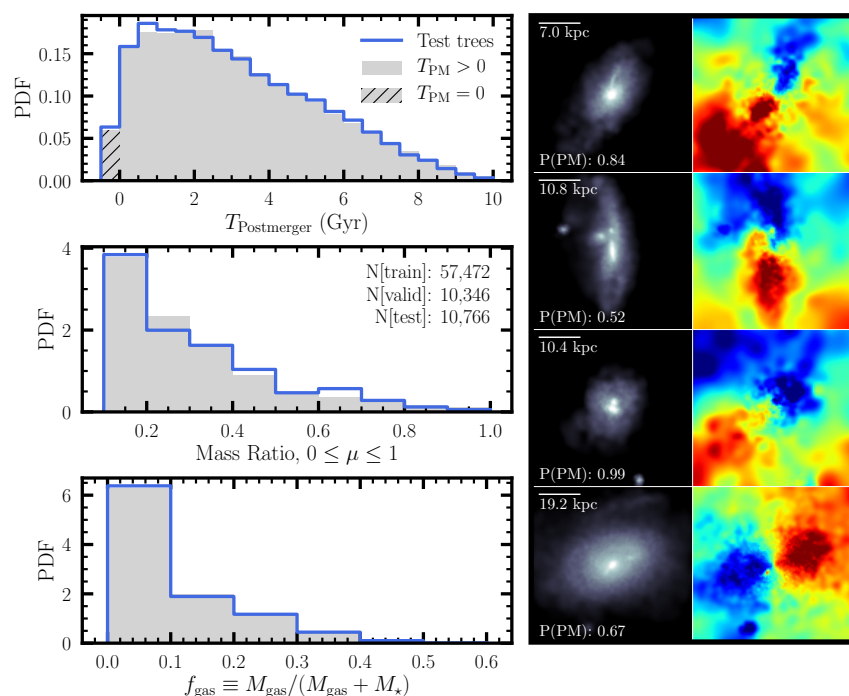 PDF
0.15
0.10
0.05
0.00
Test trees
T_PM > 0
T_PM = 0
0 2 4 6 8 10
T_Postmerger (Gyr)
PDF
4
2
0
N[train]: 57,472
N[valid]: 10,346
N[test]: 10,766
0.2 0.4 0.6 0.8 1.0
Mass Ratio, 0 ≤ μ ≤ 1
PDF
6
4
2
0
0.0 0.1 0.2 0.3 0.4 0.5 0.6
f_gas ≡ M_gas/(M_gas + M_⋆)
7.0 kpc
P(PM): 0.84
10.8 kpc
P(PM): 0.52
10.4 kpc
P(PM): 0.99
19.2 kpc
P(PM): 0.67